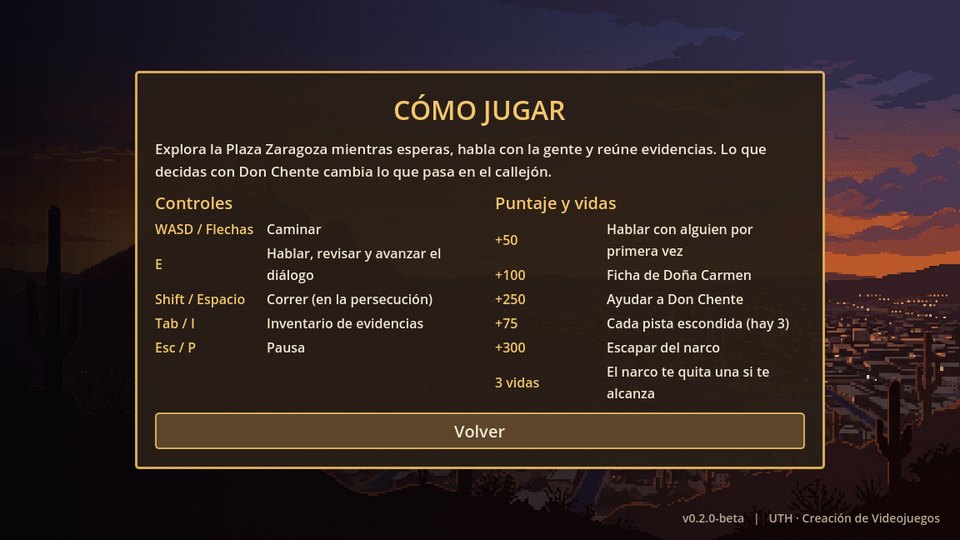 CÓMO JUGAR
Explora la Plaza Zaragoza mientras esperas, habla con la gente y reúne evidencias. Lo que
decidas con Don Chente cambia lo que pasa en el callejón.
Controles
WASD / Flechas Caminar
E Hablar, revisar y avanzar el
diálogo
Shift / Espacio Correr (en la persecución)
Tab / I Inventario de evidencias
Esc / P Pausa
Puntaje y vidas
+50 Hablar con alguien por
primera vez
+100 Ficha de Doña Carmen
+250 Ayudar a Don Chente
+75 Cada pista escondida (hay 3)
+300 Escapar del narco
3 vidas El narco te quita una si te
alcanza
Volver
v0.2.0-beta | UTH · Creación de Videojuegos